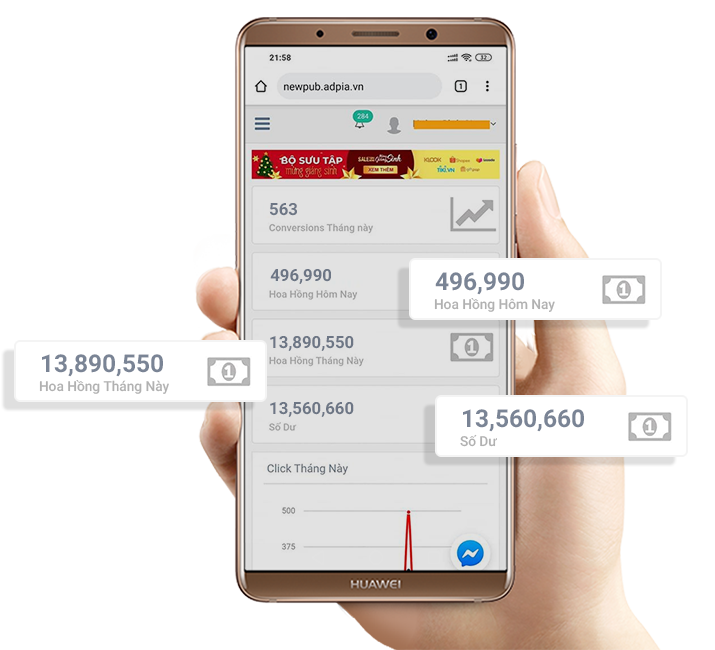 21:58
32
newpub.adpia.vn
1
284
BỘ SƯU TẬP
mừng giáng sinh
SALE Giáng Sinh
XEM THÊM
KLOOK
Shopee
Lazada
TIKI.VN
563
Conversions Tháng này
496,990
Hoa Hồng Hôm Nay
496,990
Hoa Hồng Hôm Nay
13,890,550
Hoa Hồng Tháng Này
13,890,550
Hoa Hồng Tháng Này
13,560,660
Số Dư
13,560,660
Số Dư
Click Tháng Này
500
375
HUAWEI